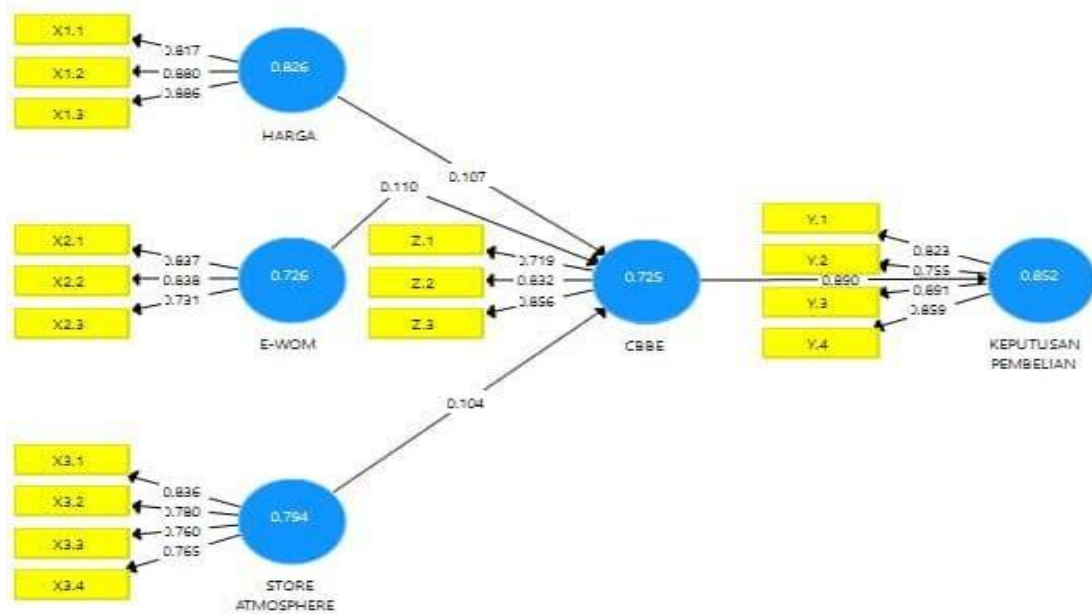 X1.1
X1.2
X1.3
0.817
0.880
0.886
0.826
HARGA
0.107
X2.1
X2.2
X2.3
0.837
0.838
0.731
0.726
E-WOM
0.110
Z.1
Z.2
Z.3
0.719
0.832
0.856
0.725
CBBE
0.890
Y.1
Y.2
Y.3
Y.4
0.823
0.755
0.891
0.859
0.852
KEPUTUSAN
PEMBELIAN
0.104
X3.1
X3.2
X3.3
X3.4
0.836
0.780
0.760
0.765
0.794
STORE
ATMOSPHERE